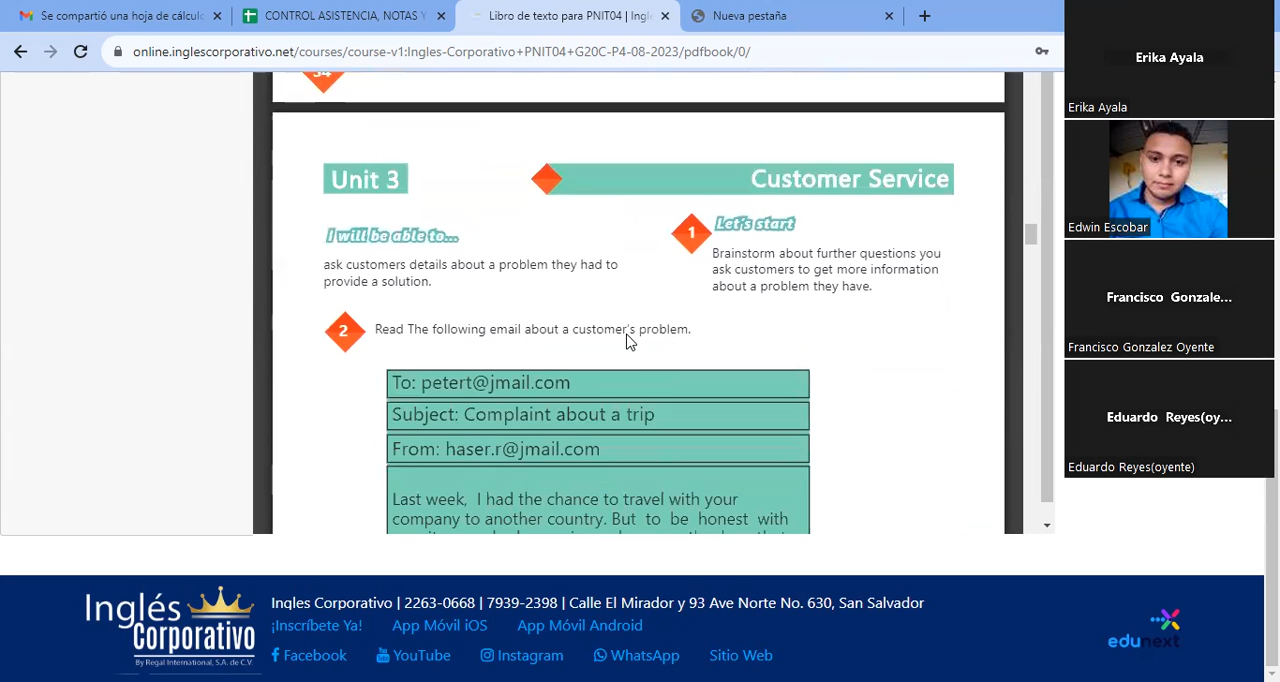 Se compartió una hoja de cálcul
CONTROL ASISTENCIA, NOTAS Y
Libro de texto para PNIT04 | Ingl
Nueva pestaña
online.inglescorporativo.net/courses/course-v1:Ingles-Corporativo+PNIT04+G20C-P4-08-2023/pdfbook/0/
34
Unit 3
Customer Service
I will be able to...
ask customers details about a problem they had to
provide a solution.
1
Let's start
Brainstorm about further questions you
ask customers to get more information
about a problem they have.
2
Read The following email about a customer's problem.
To: petert@jmail.com
Subject: Complaint about a trip
From: haser.r@jmail.com
Last week, I had the chance to travel with your
company to another country. But to be honest with
Erika Ayala
Erika Ayala
Edwin Escobar
Francisco Gonzale...
Francisco Gonzalez Oyente
Eduardo Reyes(oy...
Eduardo Reyes(oyente)
Inglés
Corporativo
By Regal International, S.A. de C.V.
Ingles Corporativo | 2263-0668 | 7939-2398 | Calle El Mirador y 93 Ave Norte No. 630, San Salvador
¡Inscríbete Ya! App Móvil iOS App Móvil Android
Facebook YouTube Instagram WhatsApp Sitio Web
edunext